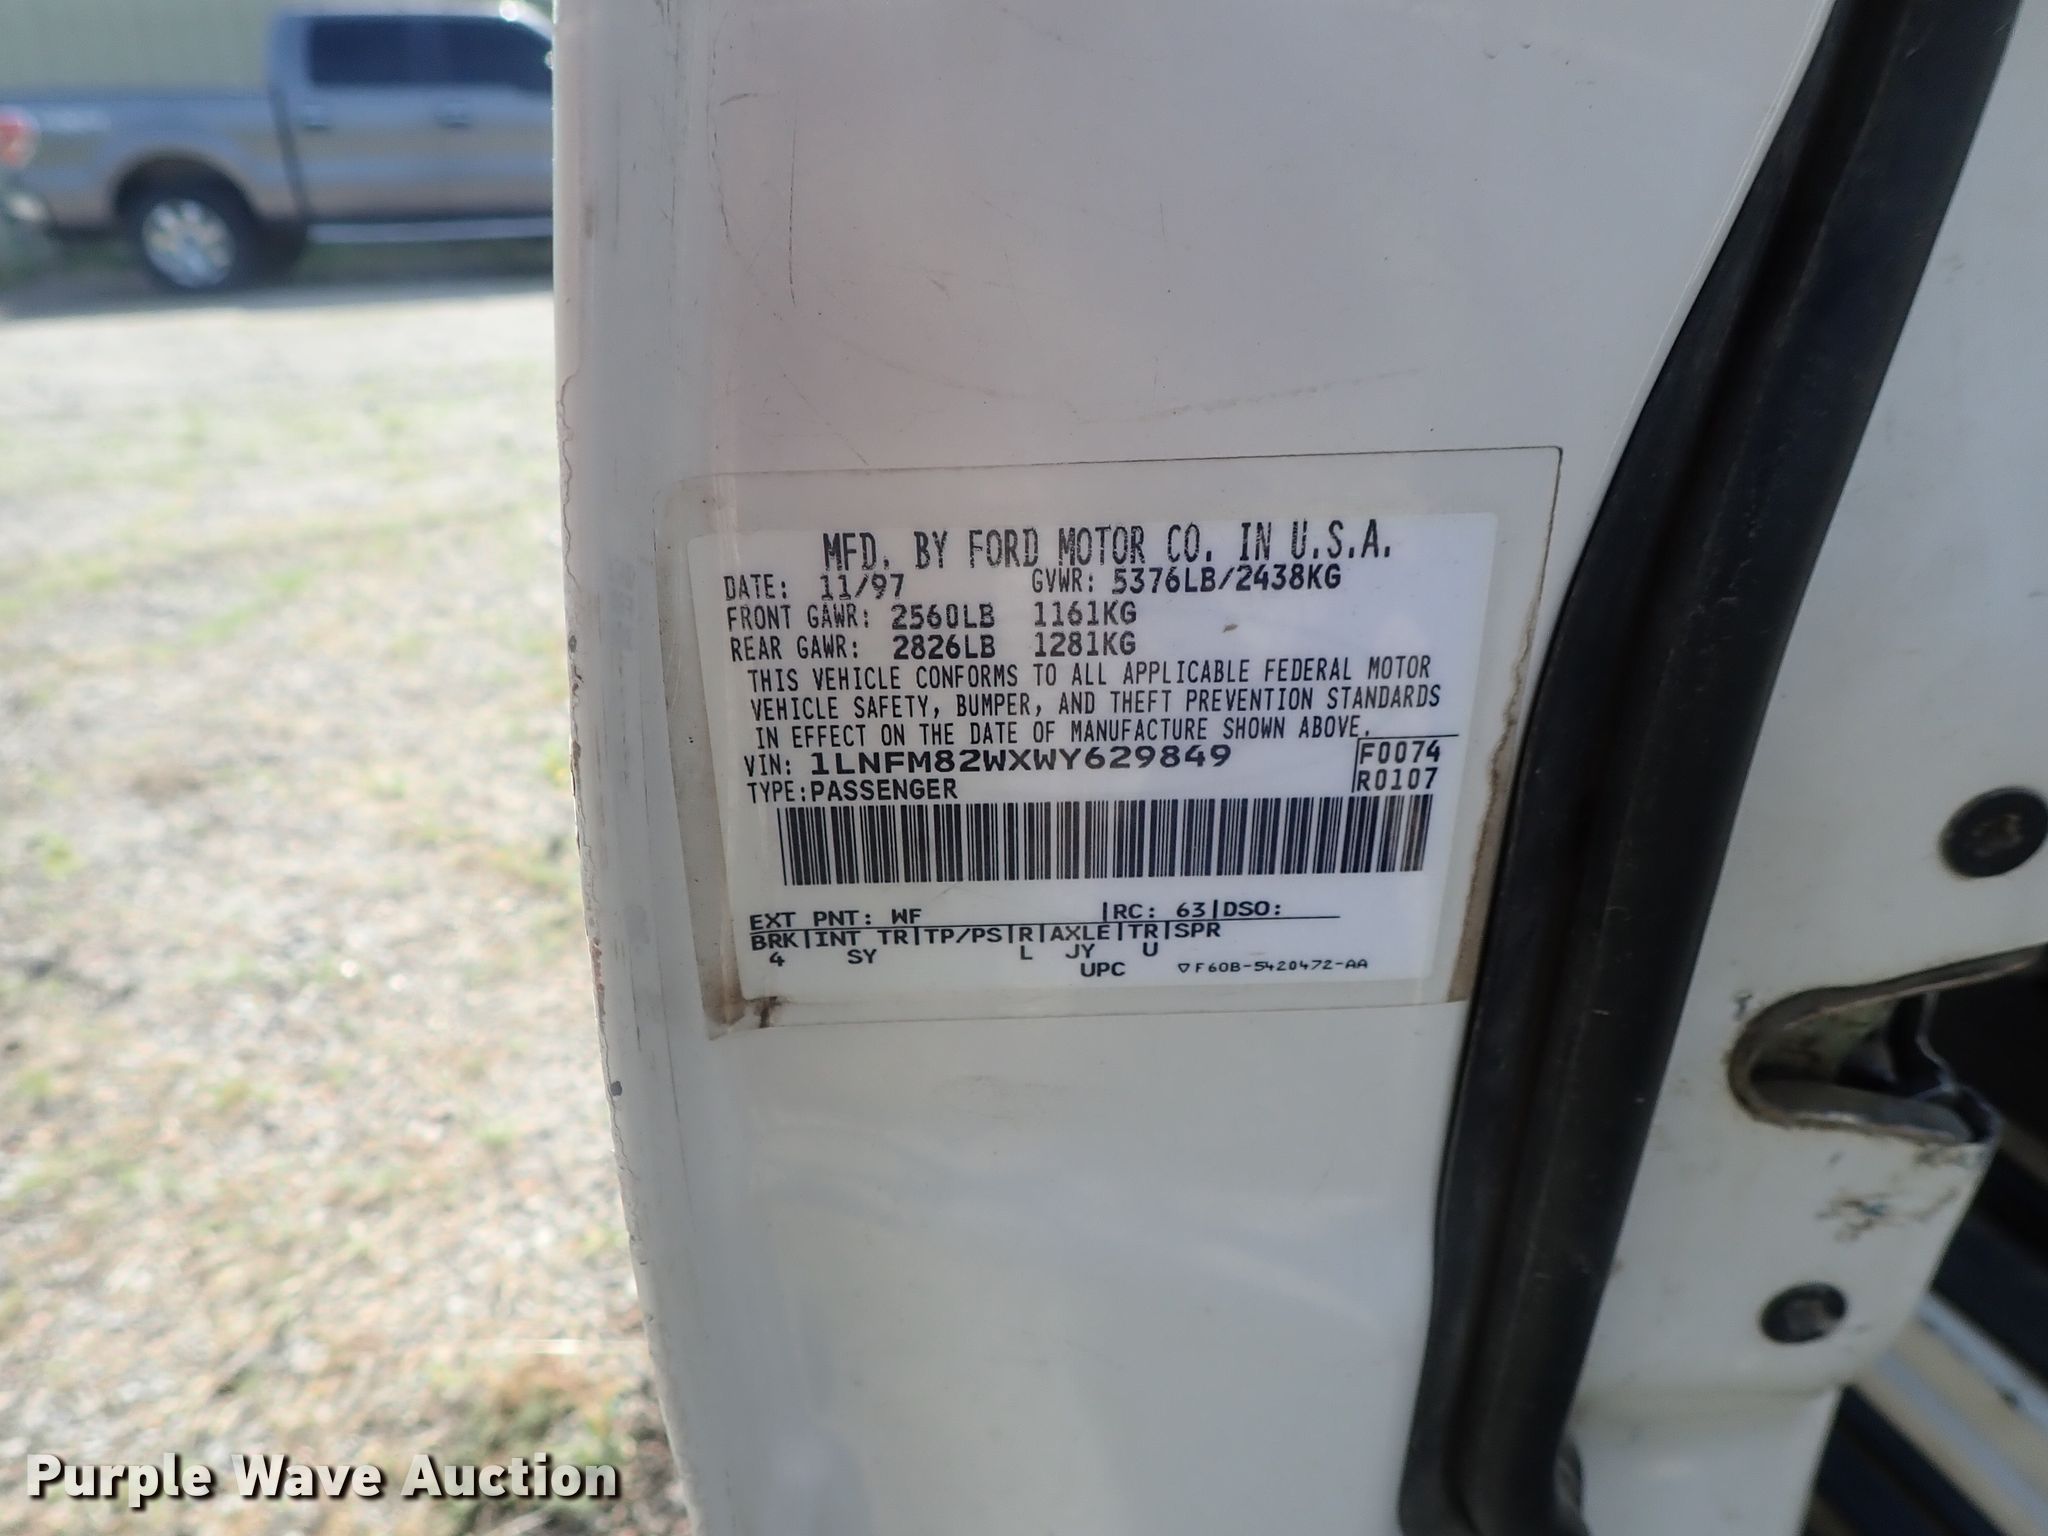 MFD. BY FORD MOTOR CO. IN U.S.A.
DATE: 11/97 GVWR: 5376LB/2438KG
FRONT GAWR: 2560LB 1161KG
REAR GAWR: 2826LB 1281KG
THIS VEHICLE CONFORMS TO ALL APPLICABLE FEDERAL MOTOR
VEHICLE SAFETY, BUMPER, AND THEFT PREVENTION STANDARDS
IN EFFECT ON THE DATE OF MANUFACTURE SHOWN ABOVE.
VIN: 1LNFM82WXWY629849 F0074
TYPE: PASSENGER R0107
EXT PNT: WF |RC: 63|DSO:
BRK|INT TR|TP/PS|R|AXLE|TR|SPR
4 SY L JY U
UPC ▽F60B-5420472-AA
Purple Wave Auction